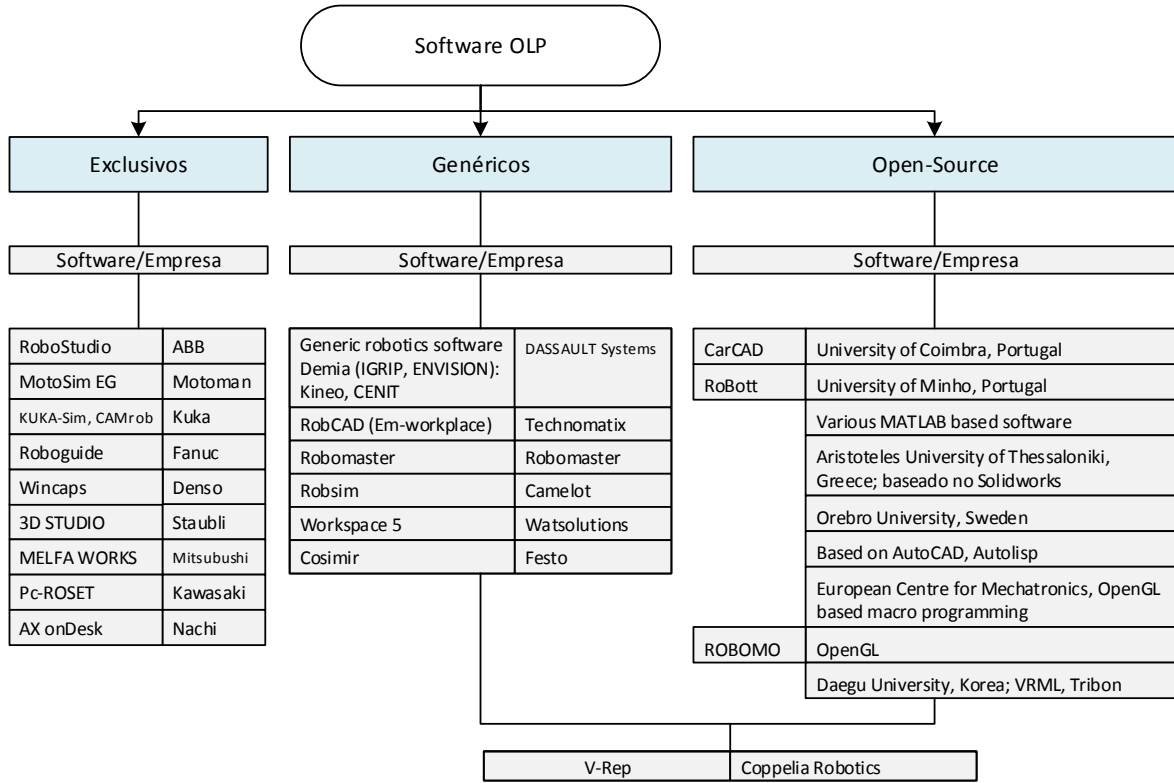 Software OLP
Exclusivos
Genéricos
Open-Source
Software/Empresa
Software/Empresa
Software/Empresa
RoboStudio ABB
MotoSim EG Motoman
KUKA-Sim, CAMrob Kuka
Roboguide Fanuc
Wincaps Denso
3D STUDIO Staubli
MELFA WORKS Mitsubushi
Pc-ROSET Kawasaki
AX onDesk Nachi
Generic robotics software DASSAULT Systems
Demia (IGRIP, ENVISION):
Kineo, CENIT
RobCAD (Em-workplace) Technomatix
Robomaster Robomaster
Robsim Camelot
Workspace 5 Watsolutions
Cosimir Festo
CarCAD University of Coimbra, Portugal
RoBott University of Minho, Portugal
Various MATLAB based software
Aristoteles University of Thessaloniki,
Greece; baseado no Solidworks
Orebro University, Sweden
Based on AutoCAD, Autolisp
European Centre for Mechatronics, OpenGL
based macro programming
ROBOMO OpenGL
Daegu University, Korea; VRML, Tribon
V-Rep Coppelia Robotics